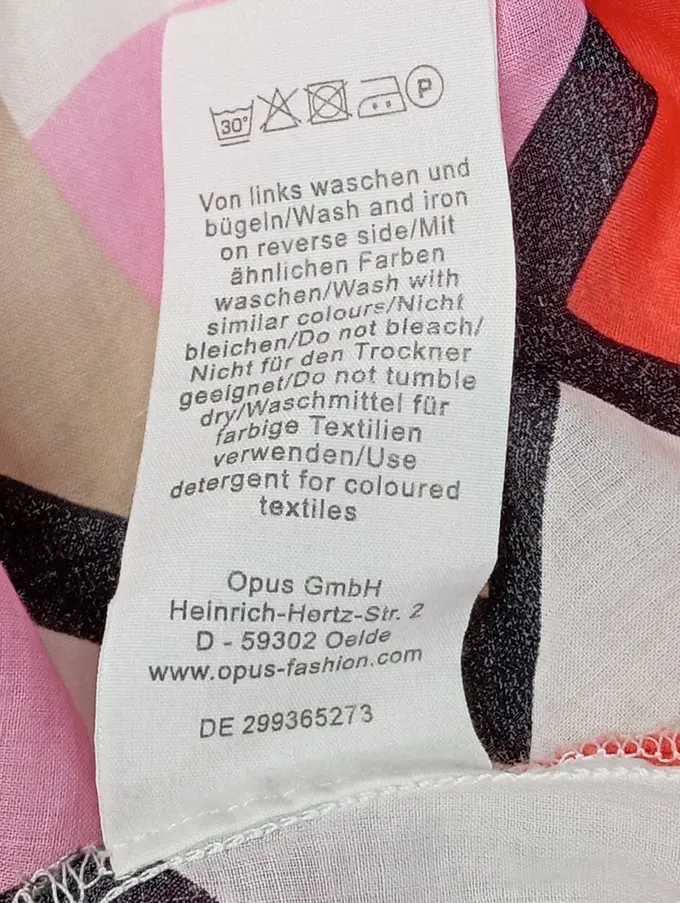 30°
P
Von links waschen und
bügeln/Wash and iron
on reverse side/Mit
ähnlichen Farben
waschen/Wash with
similar colours/Nicht
bleichen/Do not bleach/
Nicht für den Trockner
geeignet/Do not tumble
dry/Waschmittel für
farbige Textilien
verwenden/Use
detergent for coloured
textiles
Opus GmbH
Heinrich-Hertz-Str. 2
D - 59302 Oelde
www.opus-fashion.com
DE 299365273